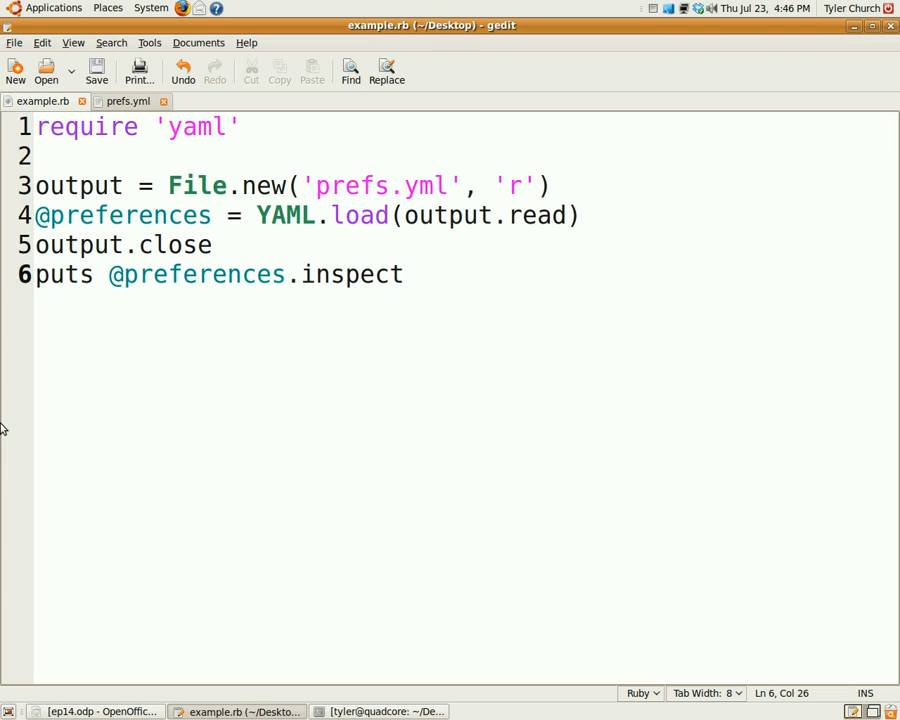 Applications Places System Thu Jul 23, 4:46 PM Tyler Church
example.rb (~/Desktop) - gedit
File Edit View Search Tools Documents Help
New Open Save Print... Undo Redo Cut Copy Paste Find Replace
example.rb prefs.yml
1 require 'yaml'
2
3 output = File.new('prefs.yml', 'r')
4 @preferences = YAML.load(output.read)
5 output.close
6 puts @preferences.inspect
Ruby Tab Width: 8 Ln 6, Col 26 INS
[ep14.odp - OpenOffic... example.rb (~/Deskto... [tyler@quadcore: ~/De...